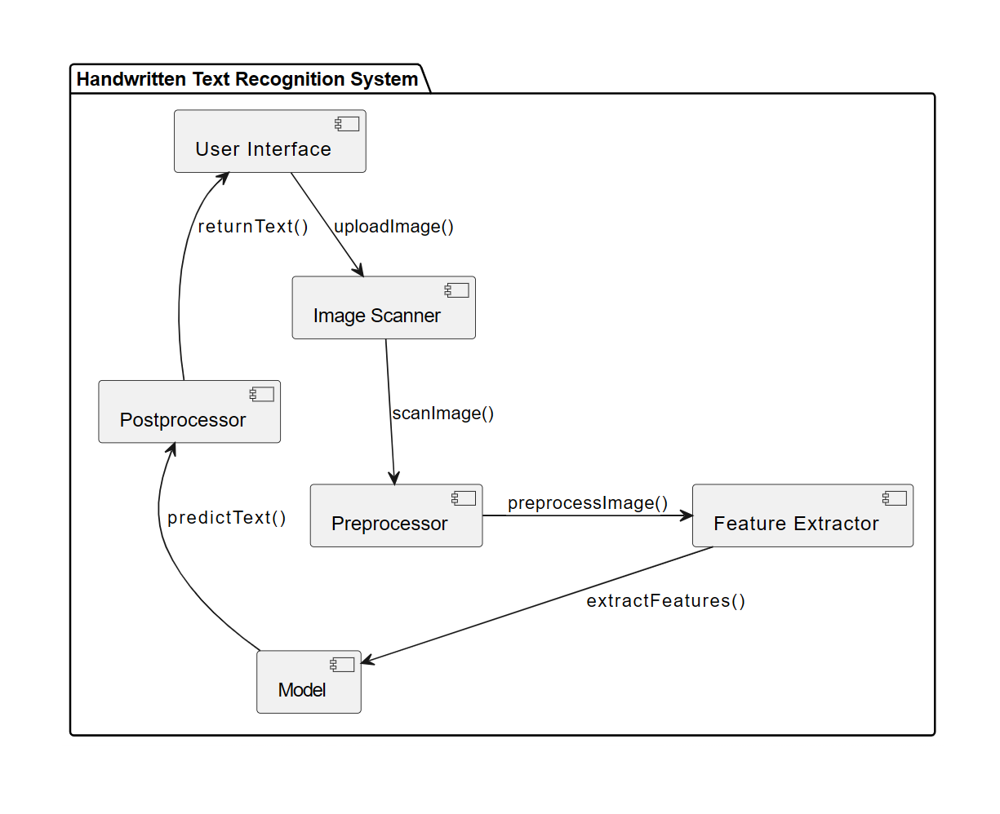 Handwritten Text Recognition System
User Interface
returnText()
uploadImage()
Image Scanner
scanImage()
Postprocessor
predictText()
Preprocessor
preprocessImage()
Feature Extractor
extractFeatures()
Model